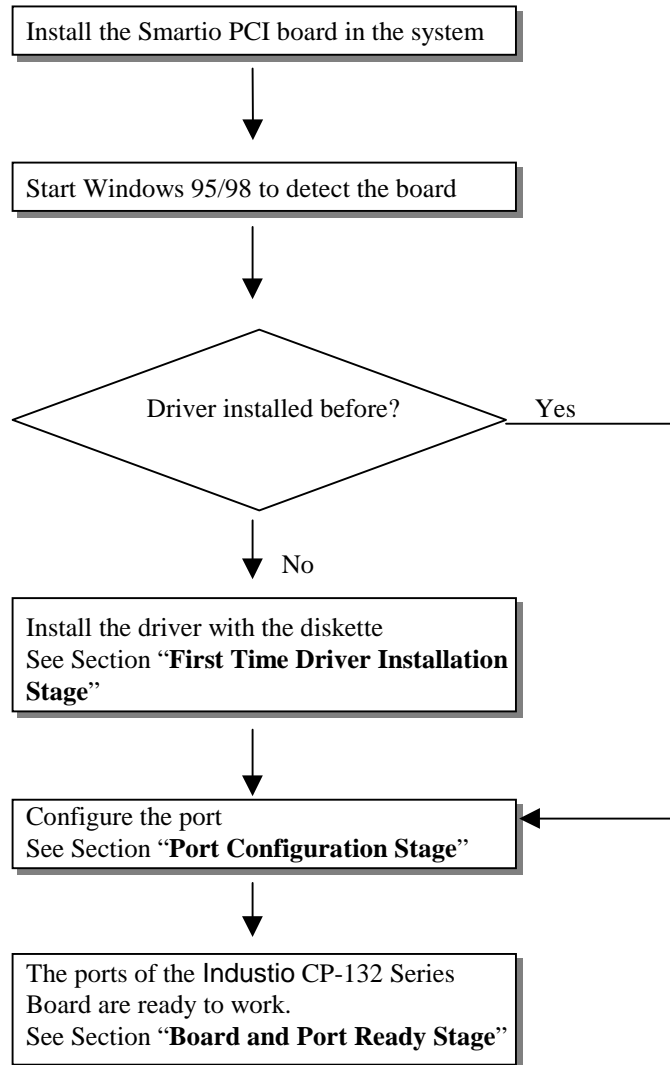 Install the Smartio PCI board in the system
Start Windows 95/98 to detect the board
Driver installed before?
Yes
No
Install the driver with the diskette
See Section “First Time Driver Installation
Stage”
Configure the port
See Section “Port Configuration Stage”
The ports of the Industio CP-132 Series
Board are ready to work.
See Section “Board and Port Ready Stage”